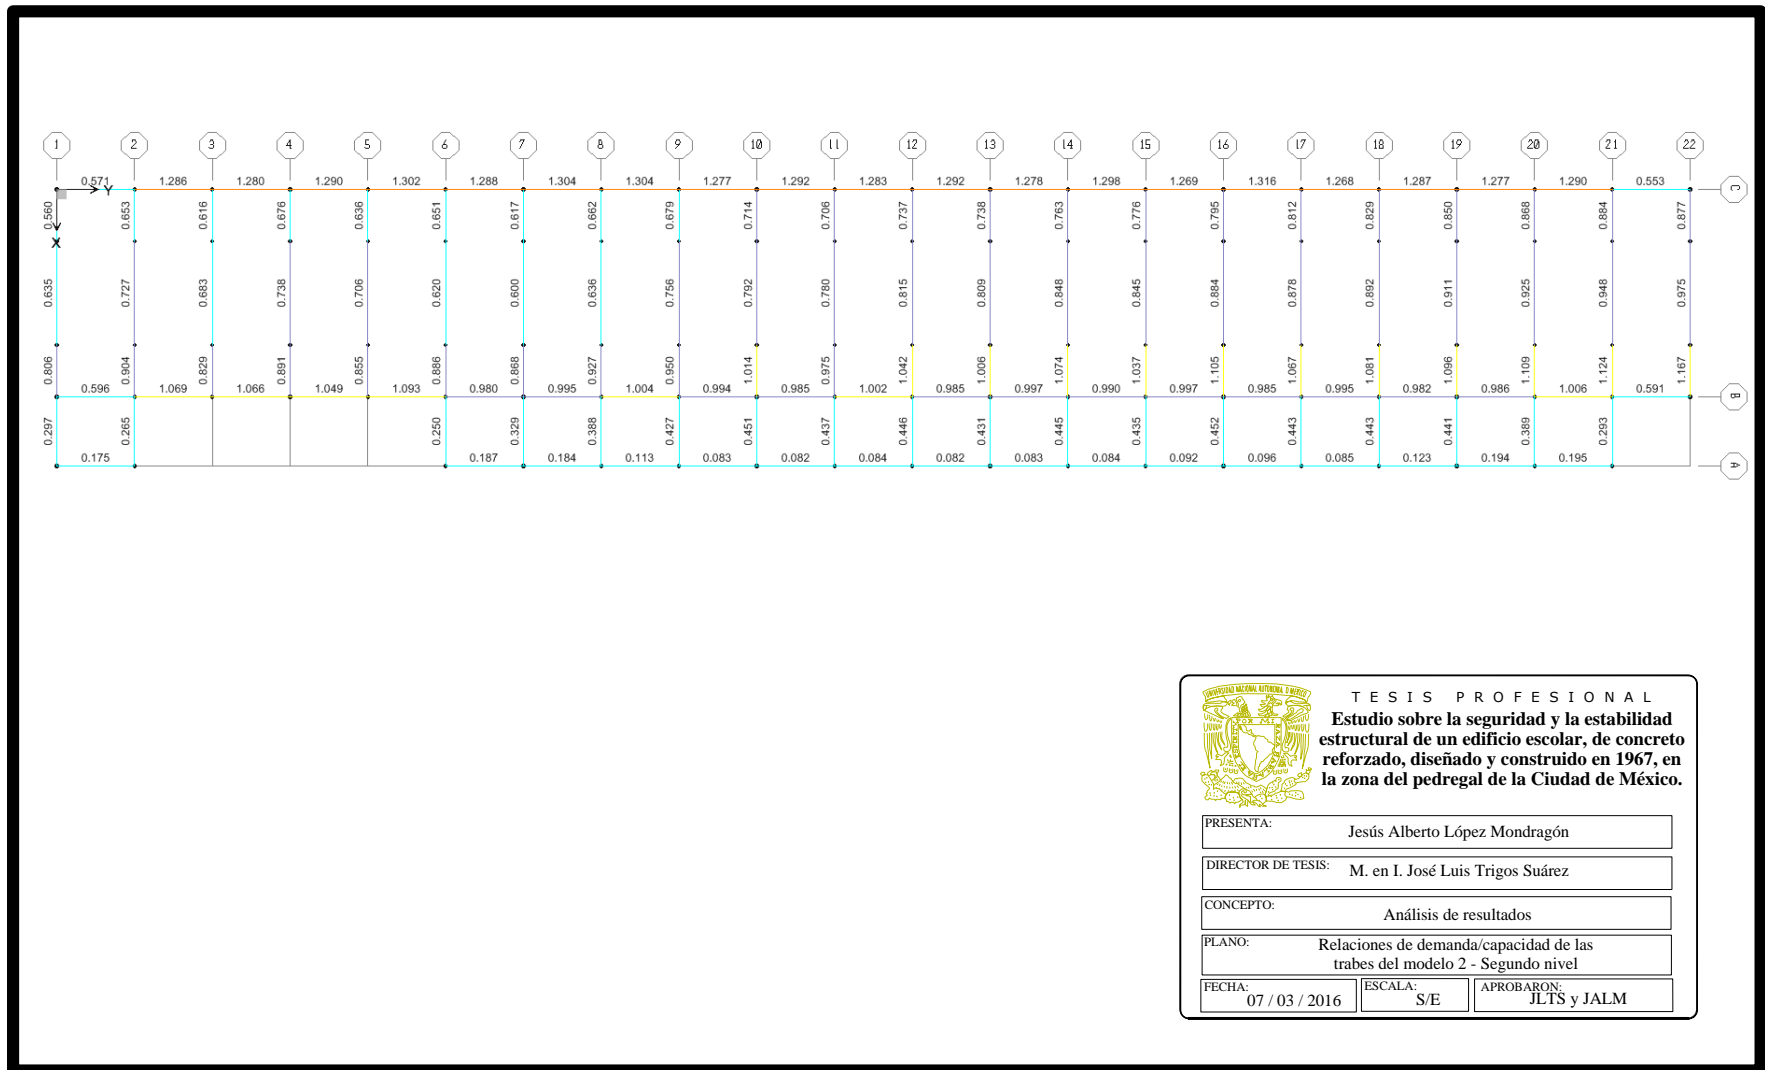 1 2 3 4 5 6 7 8 9 10 11 12 13 14 15 16 17 18 19 20 21 22
0.571 1.286 1.280 1.290 1.302 1.288 1.304 1.304 1.277 1.292 1.283 1.292 1.278 1.298 1.269 1.316 1.268 1.287 1.277 1.290 0.553
Y
C
0.560 0.653 0.616 0.676 0.636 0.651 0.617 0.662 0.679 0.714 0.706 0.737 0.738 0.763 0.776 0.795 0.812 0.829 0.850 0.868 0.884 0.877
X
0.635 0.727 0.683 0.738 0.706 0.620 0.600 0.636 0.756 0.792 0.780 0.815 0.809 0.848 0.845 0.884 0.878 0.892 0.911 0.925 0.948 0.975
0.806 0.904 0.829 0.891 0.855 0.886 0.868 0.927 0.950 1.014 0.975 1.042 1.006 1.074 1.037 1.105 1.067 1.081 1.096 1.109 1.124 1.167
0.596 1.069 1.066 1.049 1.093 0.980 0.995 1.004 0.994 0.985 1.002 0.985 0.997 0.990 0.997 0.985 0.995 0.982 0.986 1.006 0.591
B
0.297 0.265 0.250 0.329 0.388 0.427 0.451 0.437 0.446 0.431 0.445 0.435 0.452 0.443 0.443 0.441 0.389 0.293
0.175 0.187 0.184 0.113 0.083 0.082 0.084 0.082 0.083 0.084 0.092 0.096 0.085 0.123 0.194 0.195
A
UNIVERSIDAD NACIONAL AUTONOMA D MEXICO
POR MI
RAZA
ESPIRITU
TESIS PROFESIONAL
Estudio sobre la seguridad y la estabilidad
estructural de un edificio escolar, de concreto
reforzado, diseñado y construido en 1967, en
la zona del pedregal de la Ciudad de México.
PRESENTA: Jesús Alberto López Mondragón
DIRECTOR DE TESIS: M. en I. José Luis Trigos Suárez
CONCEPTO: Análisis de resultados
PLANO: Relaciones de demanda/capacidad de las
trabes del modelo 2 - Segundo nivel
FECHA: 07 / 03 / 2016
ESCALA: S/E
APROBARON: JLTS y JALM